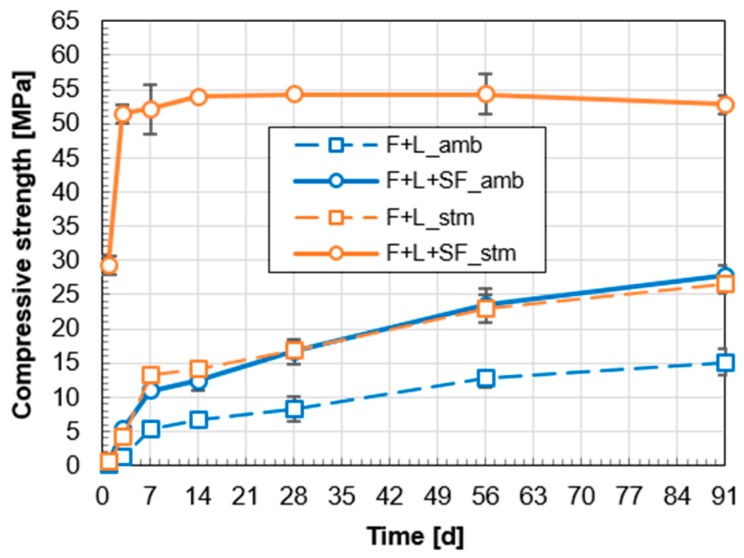 65
60
55
50
45
40
35
30
25
20
15
10
5
0
Compressive strength [MPa]
F+L_amb
F+L+SF_amb
F+L_stm
F+L+SF_stm
0 7 14 21 28 35 42 49 56 63 70 77 84 91
Time [d]